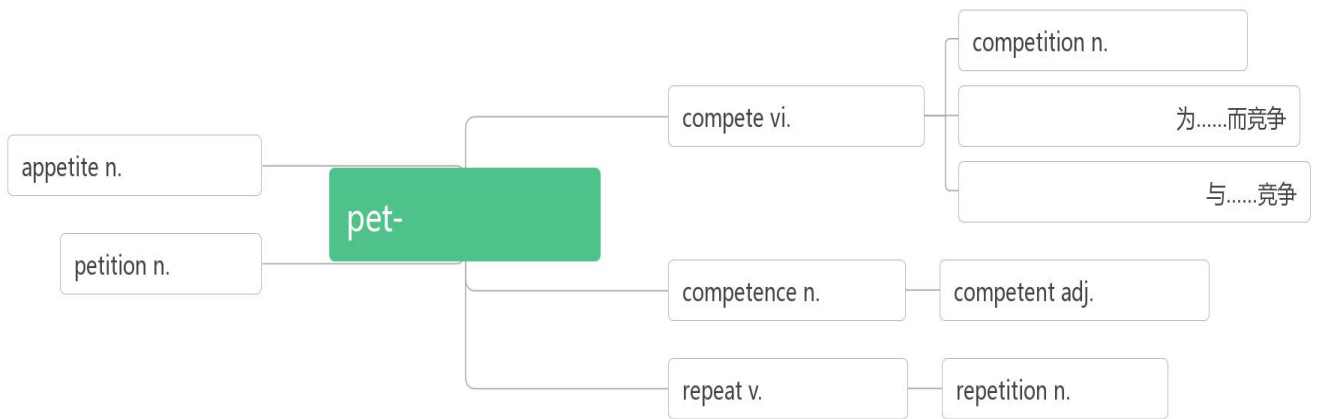 appetite n.
petition n.
pet-
compete vi.
competition n.
为……而竞争
与……竞争
competence n.
competent adj.
repeat v.
repetition n.